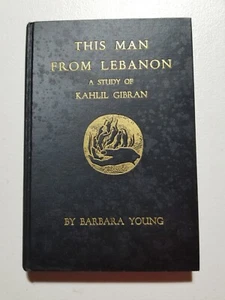 THIS MAN
FROM LEBANON
A STUDY OF
KAHLIL GIBRAN
BY BARBARA YOUNG